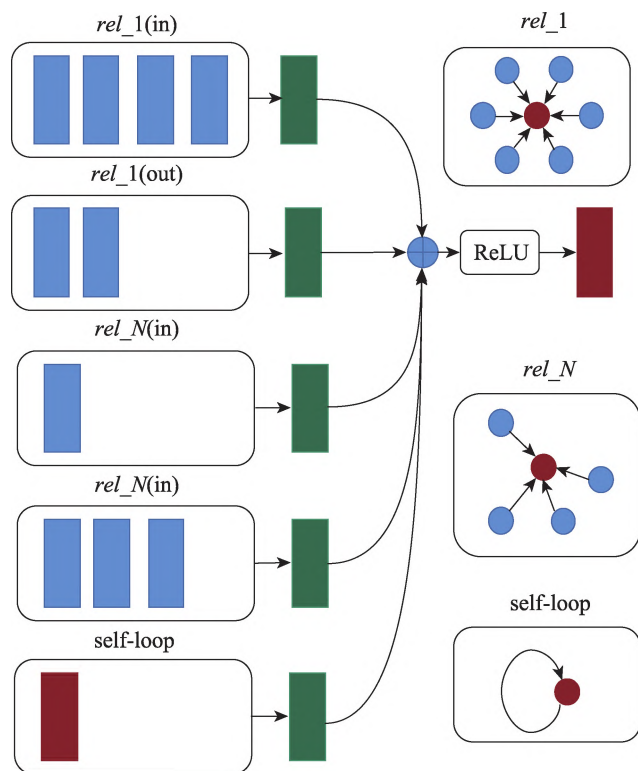 rel_1(in)
rel_1
rel_1(out)
ReLU
rel_N(in)
rel_N
rel_N(in)
self-loop
self-loop